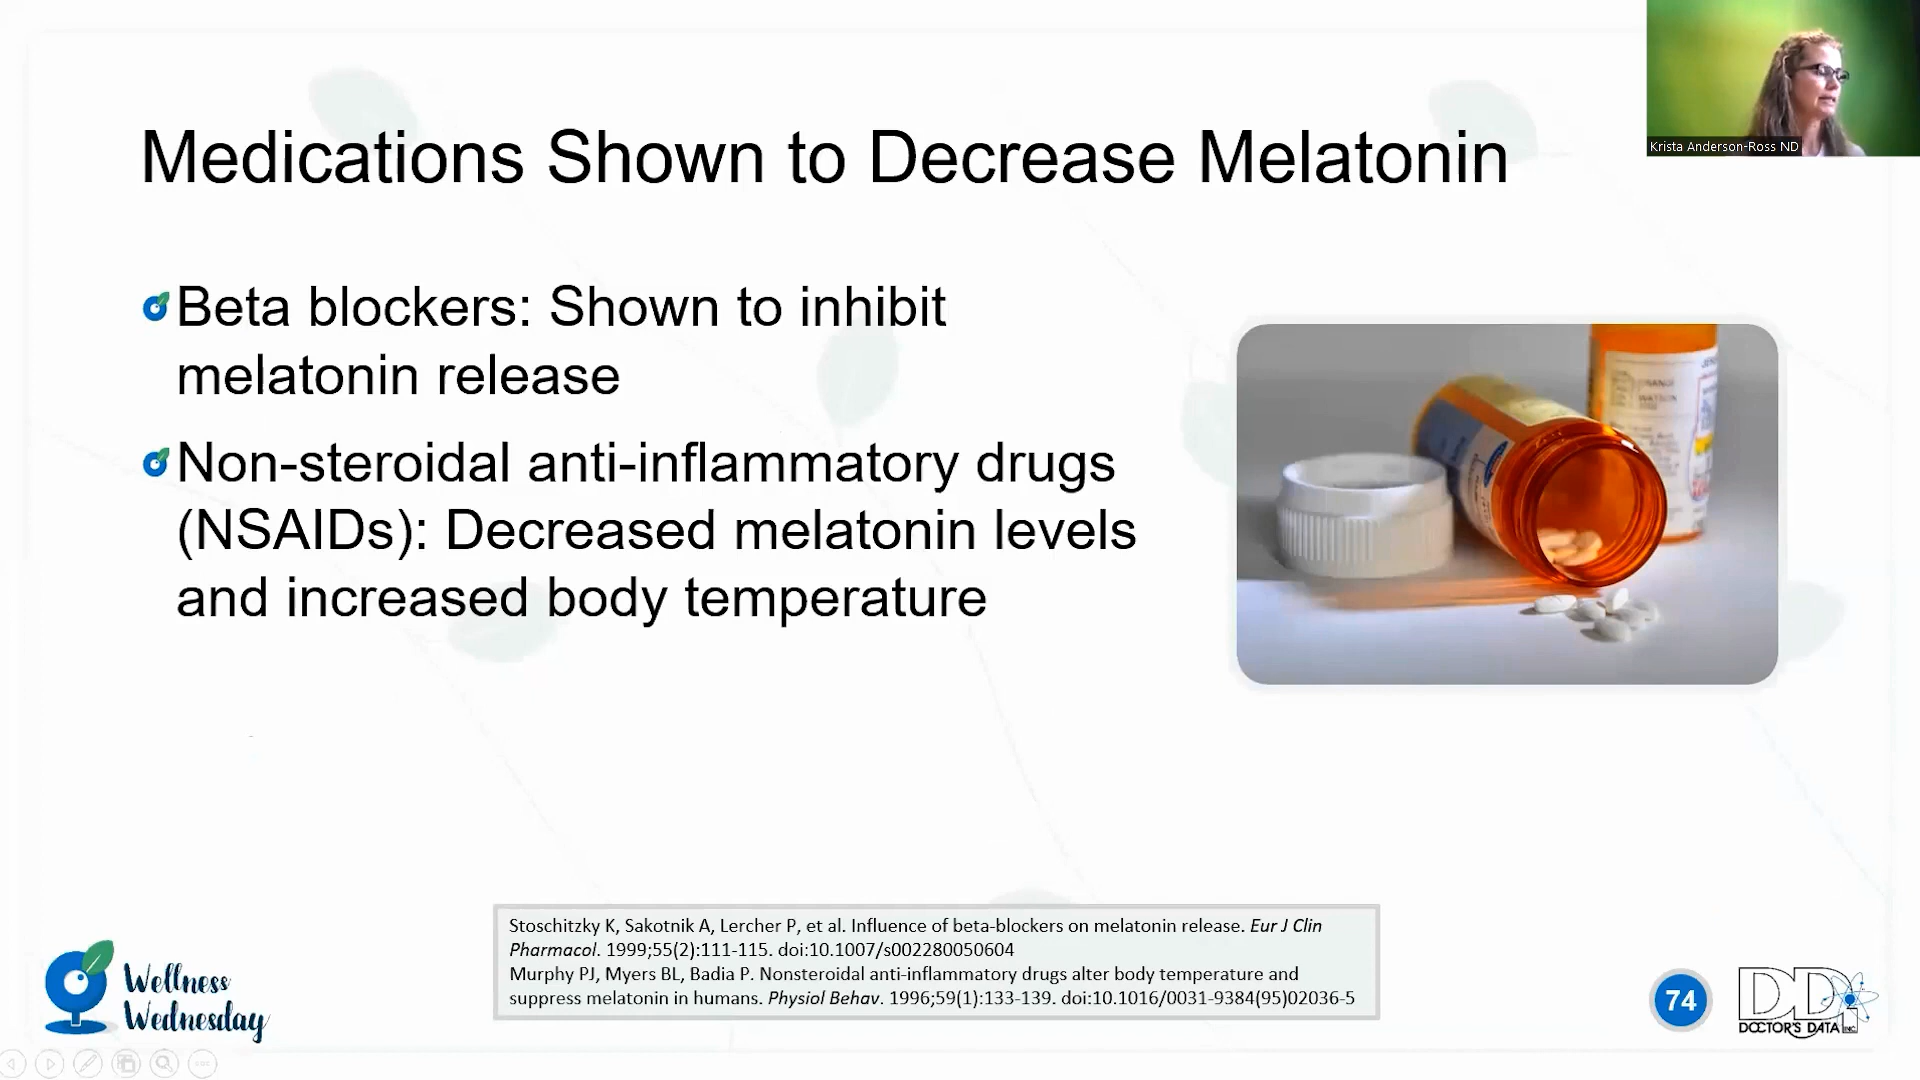 Krista Anderson-Ross ND
Medications Shown to Decrease Melatonin
Beta blockers: Shown to inhibit
melatonin release
Non-steroidal anti-inflammatory drugs
(NSAIDs): Decreased melatonin levels
and increased body temperature
ORANGE
WATSON
Stoschitzky K, Sakotnik A, Lercher P, et al. Influence of beta-blockers on melatonin release. Eur J Clin
Pharmacol. 1999;55(2):111-115. doi:10.1007/s002280050604
Murphy PJ, Myers BL, Badia P. Nonsteroidal anti-inflammatory drugs alter body temperature and
suppress melatonin in humans. Physiol Behav. 1996;59(1):133-139. doi:10.1016/0031-9384(95)02036-5
Wellness
Wednesday
74
DDI
DOCTOR'S DATA INC.